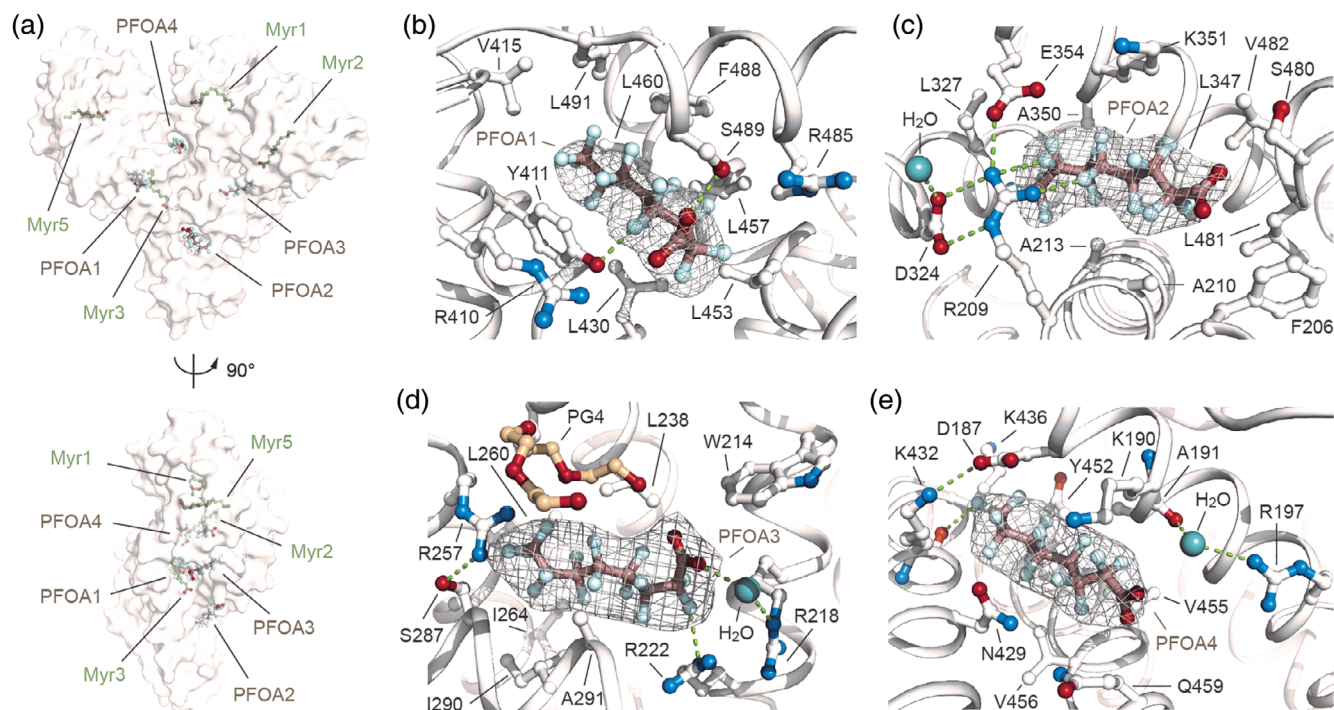 (a)
PFOA4
Myr1
Myr2
Myr5
PFOA1
Myr3
PFOA3
PFOA2
90°
Myr1
Myr5
PFOA4
Myr2
PFOA1
PFOA3
Myr3
PFOA2
(b)
V415
L491
L460
F488
PFOA1
S489
R485
Y411
L457
R410
L430
L453
(c)
E354
K351
V482
L327
S480
H2O
A350
PFOA2
L347
D324
A213
L481
R209
A210
F206
(d)
PG4
L238
L260
W214
R257
PFOA3
S287
I264
H2O
R218
R222
I290
A291
(e)
K436
D187
K190
K432
Y452
A191
H2O
R197
V455
PFOA4
N429
V456
Q459